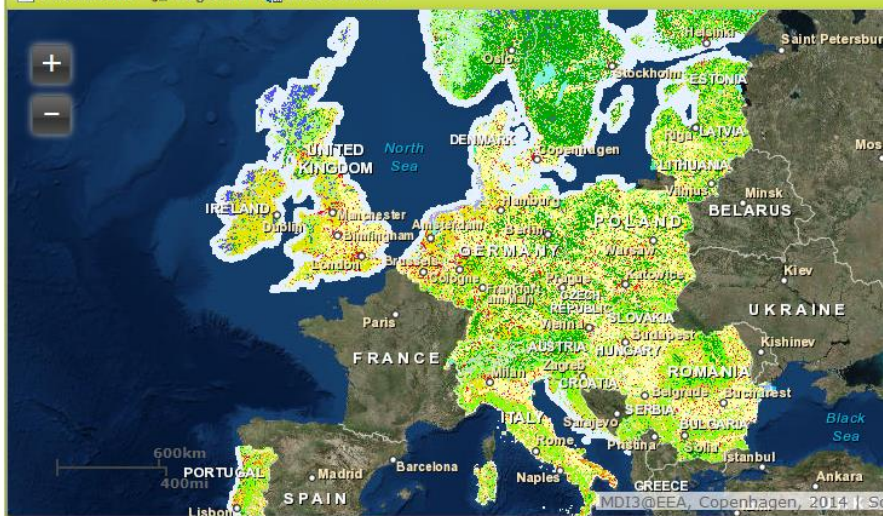 +
−
Helsinki
Saint Petersbur
Oslo
Stockholm
ESTONIA
North
Sea
DENMARK
Copenhagen
Riga
LATVIA
Mos
UNITED
KINGDOM
LITHUANIA
Vilnius
Minsk
BELARUS
IRELAND
Dublin
Manchester
Birmingham
London
Amsterdam
Hamburg
Berlin
POLAND
Warsaw
Brussels
Cologne
GERMANY
Frankfurt
am Main
Prague
CZECH
REPUBLIC
Katowice
Kiev
UKRAINE
Paris
Vienna
SLOVAKIA
Budapest
Kishinev
FRANCE
AUSTRIA
HUNGARY
Milan
Zagreb
CROATIA
ROMANIA
Belgrade
Bucharest
ITALY
SERBIA
Sarajevo
BULGARIA
Black
Sea
Rome
Pristina
Sofia
600km
400mi
PORTUGAL
Madrid
Barcelona
Naples
Istanbul
SPAIN
GREECE
Ankara
Lisbon
MDI3@EEA, Copenhagen, 2014 | So